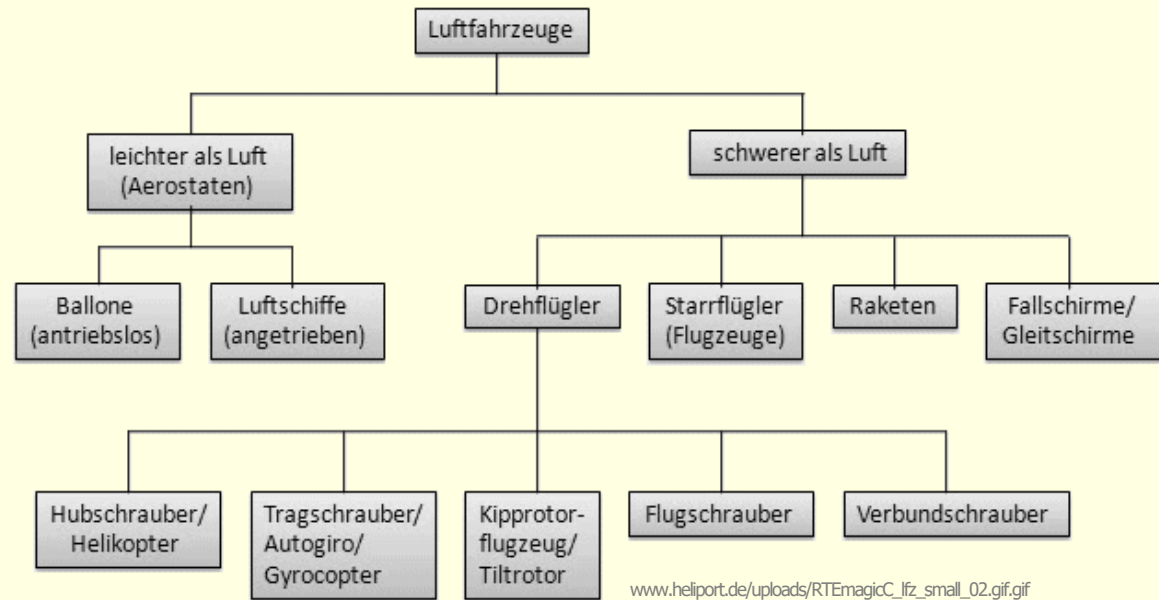 Luftfahrzeuge
leichter als Luft
(Aerostaten)
schwerer als Luft
Ballone
(antriebslos)
Luftschiffe
(angetrieben)
Drehflügler
Starrflügler
(Flugzeuge)
Raketen
Fallschirme/
Gleitschirme
Hubschrauber/
Helikopter
Tragschrauber/
Autogiro/
Gyrocopter
Kipprotor-
flugzeug/
Tiltrotor
Flugschrauber
Verbundschrauber
www.heliport.de/uploads/RTEmagicC_lfz_small_02.gif.gif